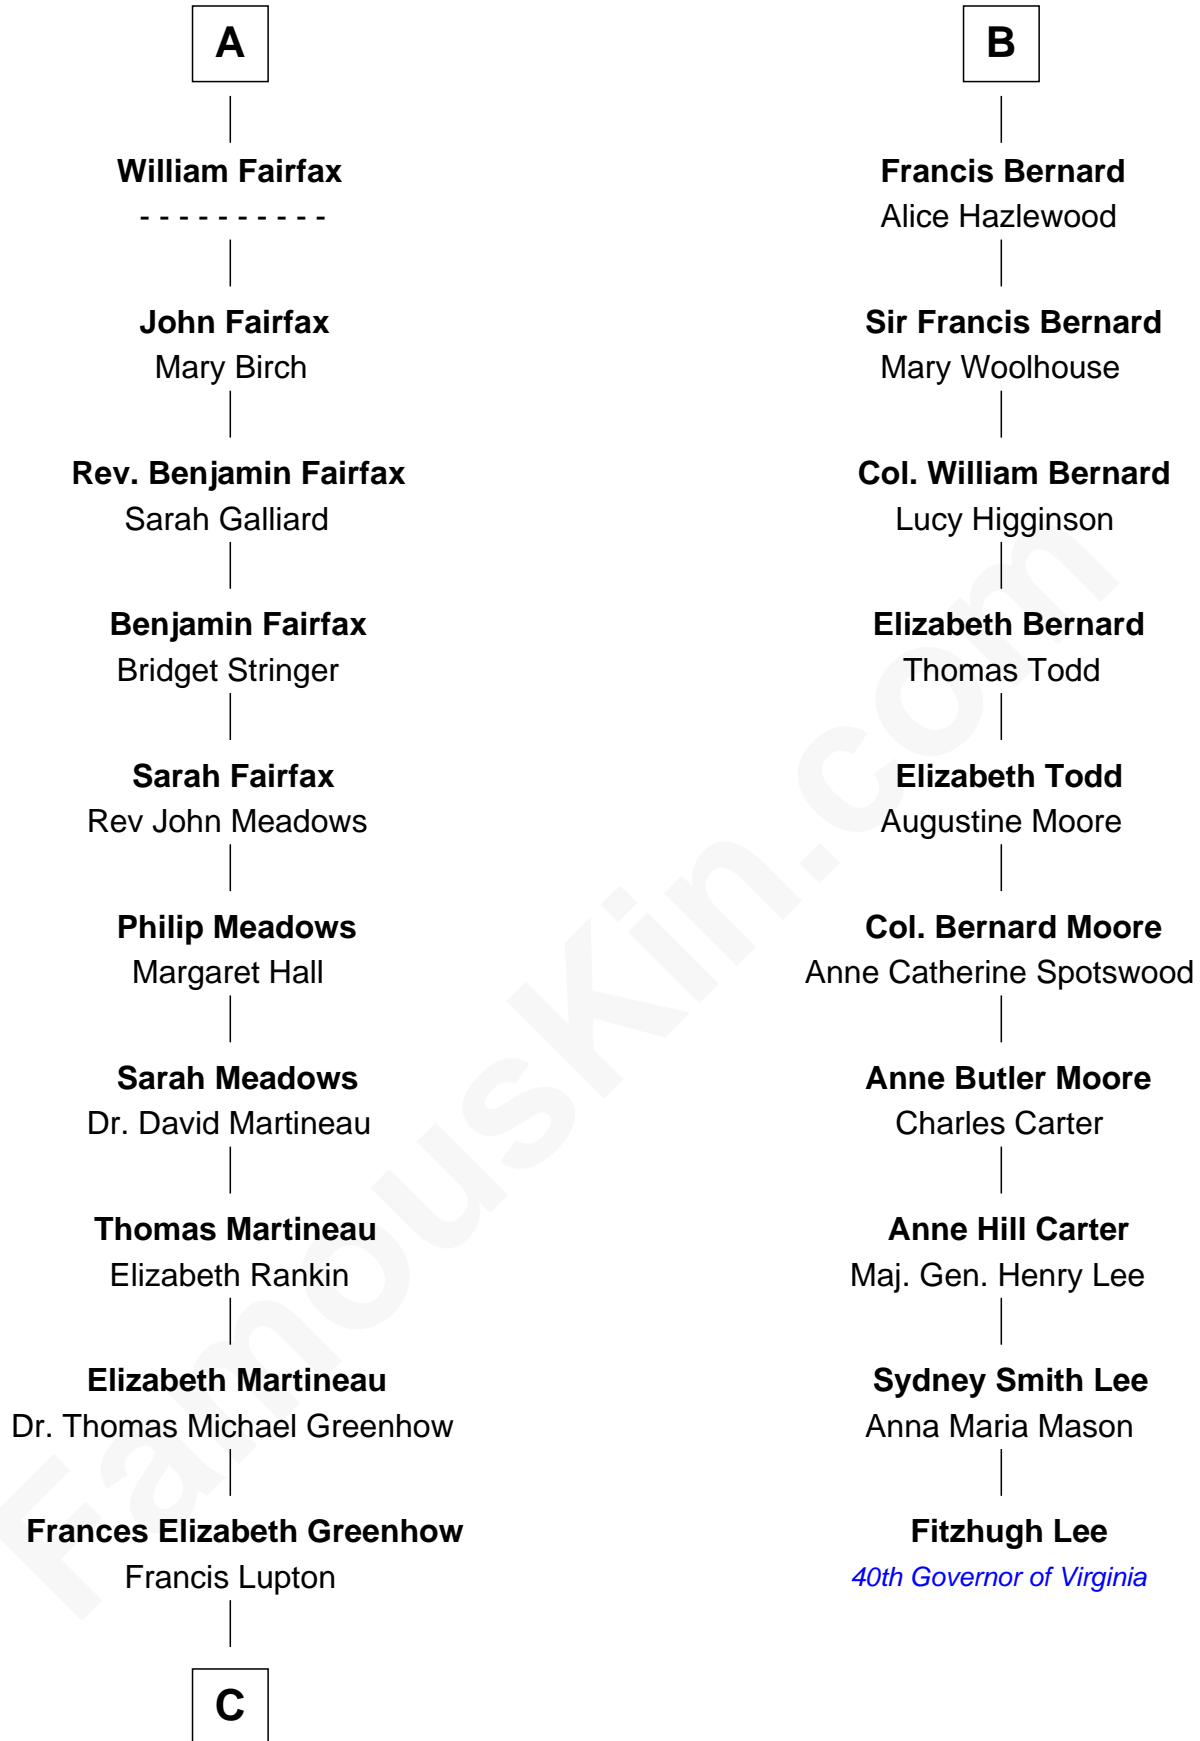 A
William Fairfax
- - - - - - - - - -
John Fairfax
Mary Birch
Rev. Benjamin Fairfax
Sarah Galliard
Benjamin Fairfax
Bridget Stringer
Sarah Fairfax
Rev John Meadows
Philip Meadows
Margaret Hall
Sarah Meadows
Dr. David Martineau
Thomas Martineau
Elizabeth Rankin
Elizabeth Martineau
Dr. Thomas Michael Greenhow
Frances Elizabeth Greenhow
Francis Lupton
C
B
Francis Bernard
Alice Hazlewood
Sir Francis Bernard
Mary Woolhouse
Col. William Bernard
Lucy Higginson
Elizabeth Bernard
Thomas Todd
Elizabeth Todd
Augustine Moore
Col. Bernard Moore
Anne Catherine Spotswood
Anne Butler Moore
Charles Carter
Anne Hill Carter
Maj. Gen. Henry Lee
Sydney Smith Lee
Anna Maria Mason
Fitzhugh Lee
40th Governor of Virginia
FamousKin.com